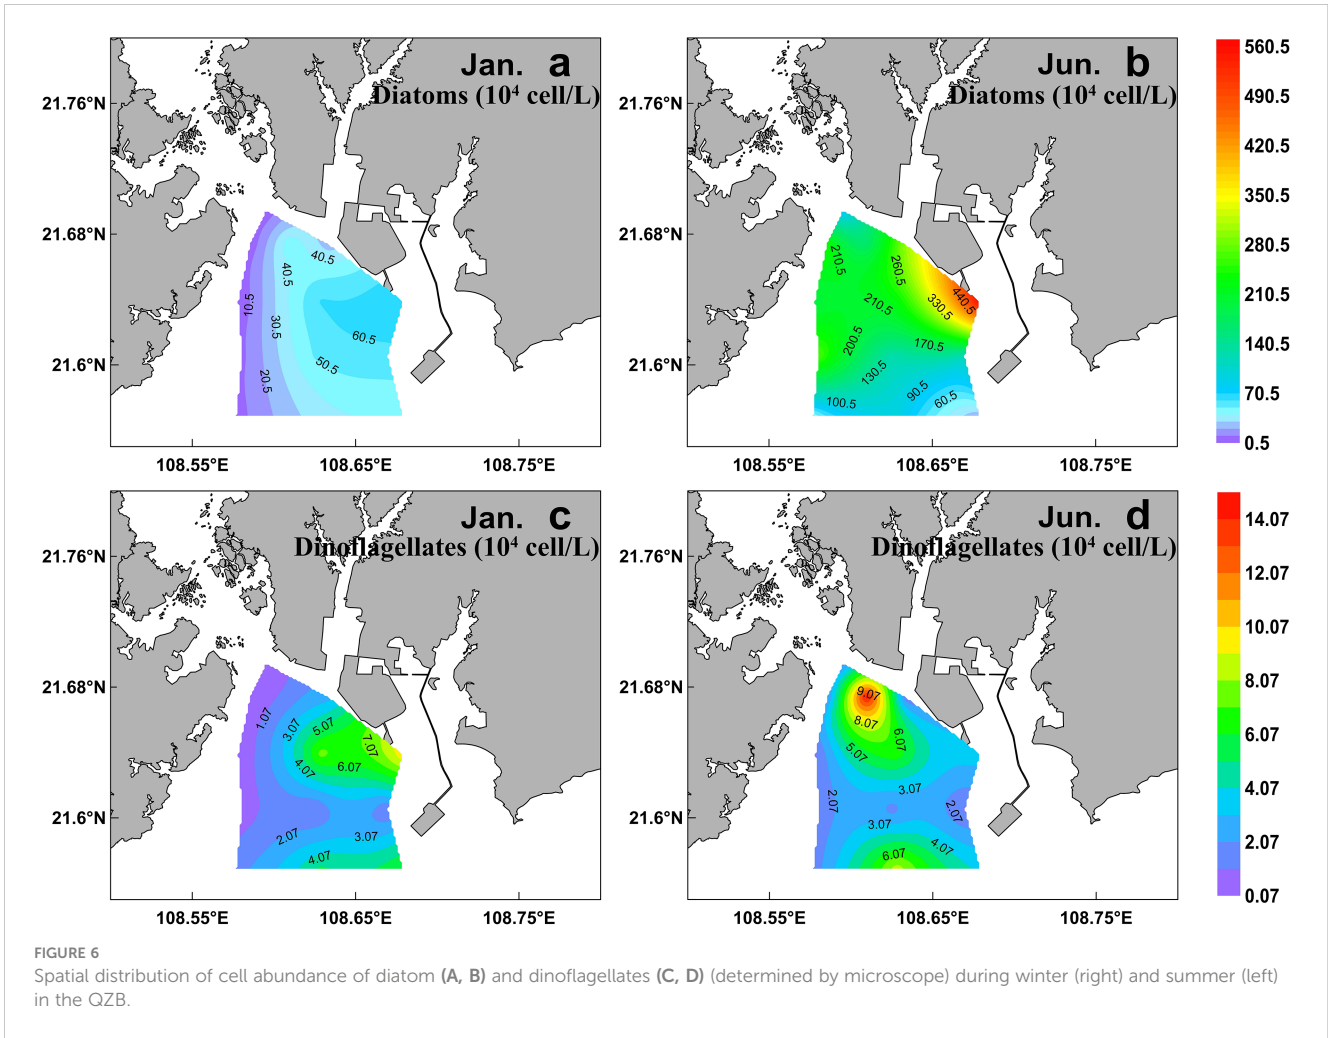 Jan. a
Diatoms (10⁴ cell/L)
21.76°N
21.68°N
21.6°N
108.55°E
108.65°E
108.75°E
10.5
20.5
30.5
40.5
40.5
50.5
60.5
Jun. b
Diatoms (10⁴ cell/L)
21.76°N
21.68°N
21.6°N
108.55°E
108.65°E
108.75°E
210.5
260.5
210.5
330.5
440.5
200.5
170.5
130.5
90.5
100.5
60.5
560.5
490.5
420.5
350.5
280.5
210.5
140.5
70.5
0.5
Jan. c
Dinoflagellates (10⁴ cell/L)
21.76°N
21.68°N
21.6°N
108.55°E
108.65°E
108.75°E
1.07
3.07
5.07
7.07
4.07
6.07
2.07
3.07
4.07
Jun. d
Dinoflagellates (10⁴ cell/L)
21.76°N
21.68°N
21.6°N
108.55°E
108.65°E
108.75°E
9.07
8.07
6.07
5.07
3.07
2.07
2.07
3.07
4.07
6.07
14.07
12.07
10.07
8.07
6.07
4.07
2.07
0.07
FIGURE 6
Spatial distribution of cell abundance of diatom (A, B) and dinoflagellates (C, D) (determined by microscope) during winter (right) and summer (left)
in the QZB.